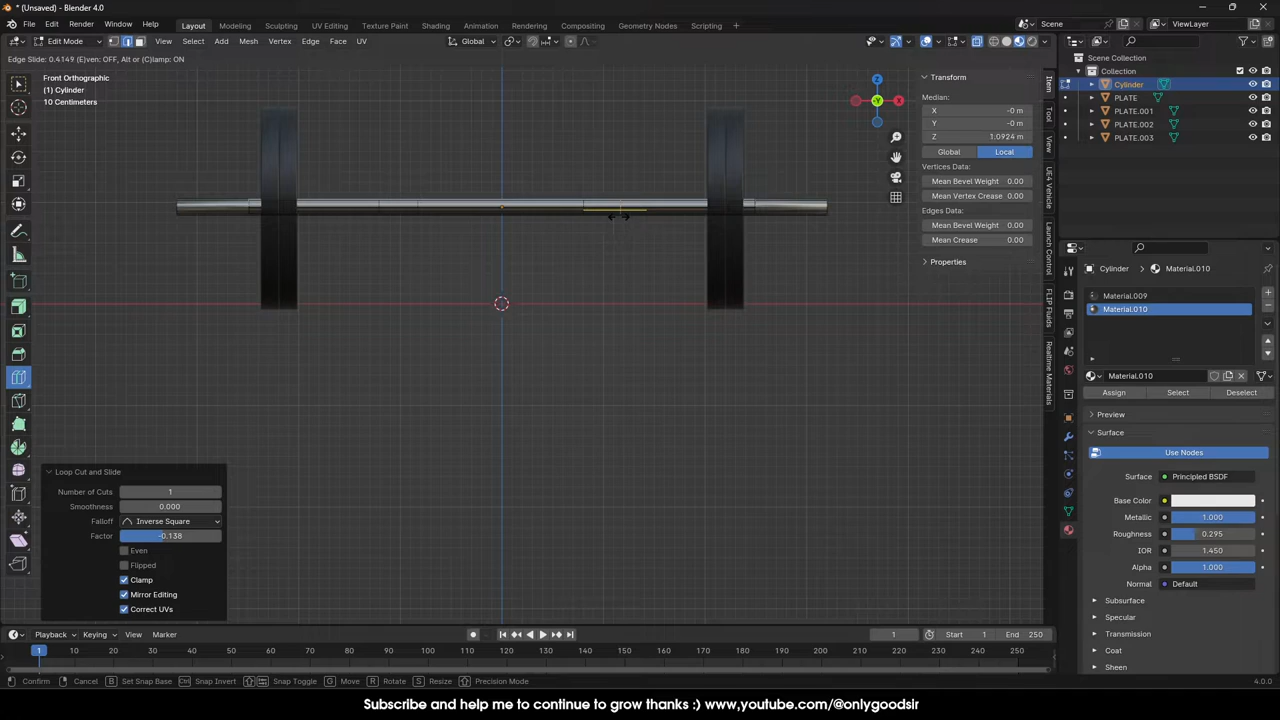 * (Unsaved) - Blender 4.0
File Edit Render Window Help Layout Modeling Sculpting UV Editing Texture Paint Shading Animation Rendering Compositing Geometry Nodes Scripting Scene ViewLayer
Edit Mode View Select Add Mesh Vertex Edge Face UV Global
Edge Slide: 0.4149 (E)ven: OFF, Alt or (C)lamp: ON
Front Orthographic
(1) Cylinder
10 Centimeters
Z
X
-Y
Transform
Median:
X -0 m
Y -0 m
Z 1.0924 m
Global Local
Vertices Data:
Mean Bevel Weight 0.00
Mean Vertex Crease 0.00
Edges Data:
Mean Bevel Weight 0.00
Mean Crease 0.00
Properties
Item
Tool
View
UE4 Vehicle
Launch Control
FLIP Fluids
Realtime Materials
Scene Collection
Collection
Cylinder
PLATE
PLATE.001
PLATE.002
PLATE.003
Cylinder Material.010
Material.009
Material.010
Material.010
Assign Select Deselect
Preview
Surface
Use Nodes
Surface Principled BSDF
Base Color
Metallic 1.000
Roughness 0.295
IOR 1.450
Alpha 1.000
Normal Default
Subsurface
Specular
Transmission
Coat
Sheen
Loop Cut and Slide
Number of Cuts 1
Smoothness 0.000
Falloff Inverse Square
Factor -0.138
Even
Flipped
Clamp
Mirror Editing
Correct UVs
Playback Keying View Marker 1 Start 1 End 250
1 10 20 30 40 50 60 70 80 90 100 110 120 130 140 150 160 170 180 190 200 210 220 230 240 250
Confirm Cancel B Set Snap Base Snap Invert Snap Toggle G Move R Rotate S Resize Precision Mode 4.0.0
Subscribe and help me to continue to grow thanks :) www,youtube.com/@onlygoodsir